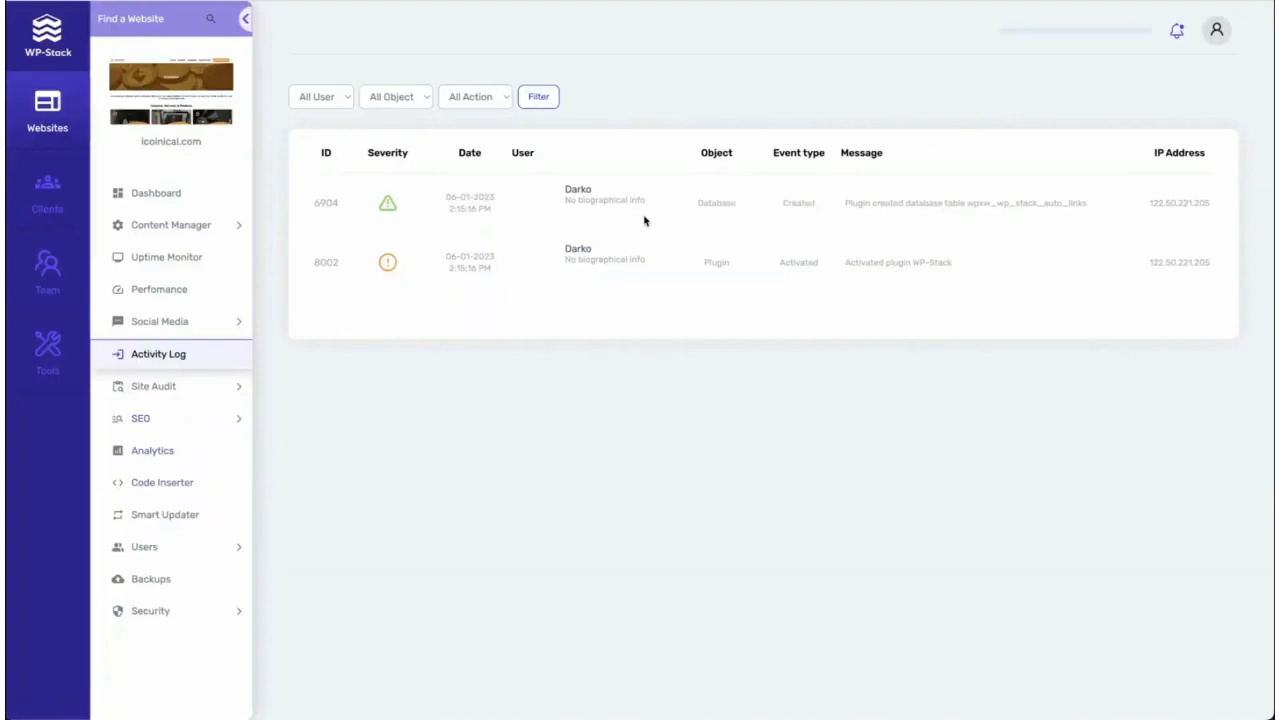 WP-Stack
Find a Website
Websites
Clients
Team
Tools
icoinical.com
Dashboard
Content Manager
Uptime Monitor
Perfomance
Social Media
Activity Log
Site Audit
SEO
Analytics
Code Inserter
Smart Updater
Users
Backups
Security
All User
All Object
All Action
Filter
ID Severity Date User Object Event type Message IP Address
6904 06-01-2023 2:15:16 PM Darko No biographical info Database Created Plugin created database table wpxw_wp_stack_auto_links 122.50.221.205
8002 06-01-2023 2:15:16 PM Darko No biographical info Plugin Activated Activated plugin WP-Stack 122.50.221.205